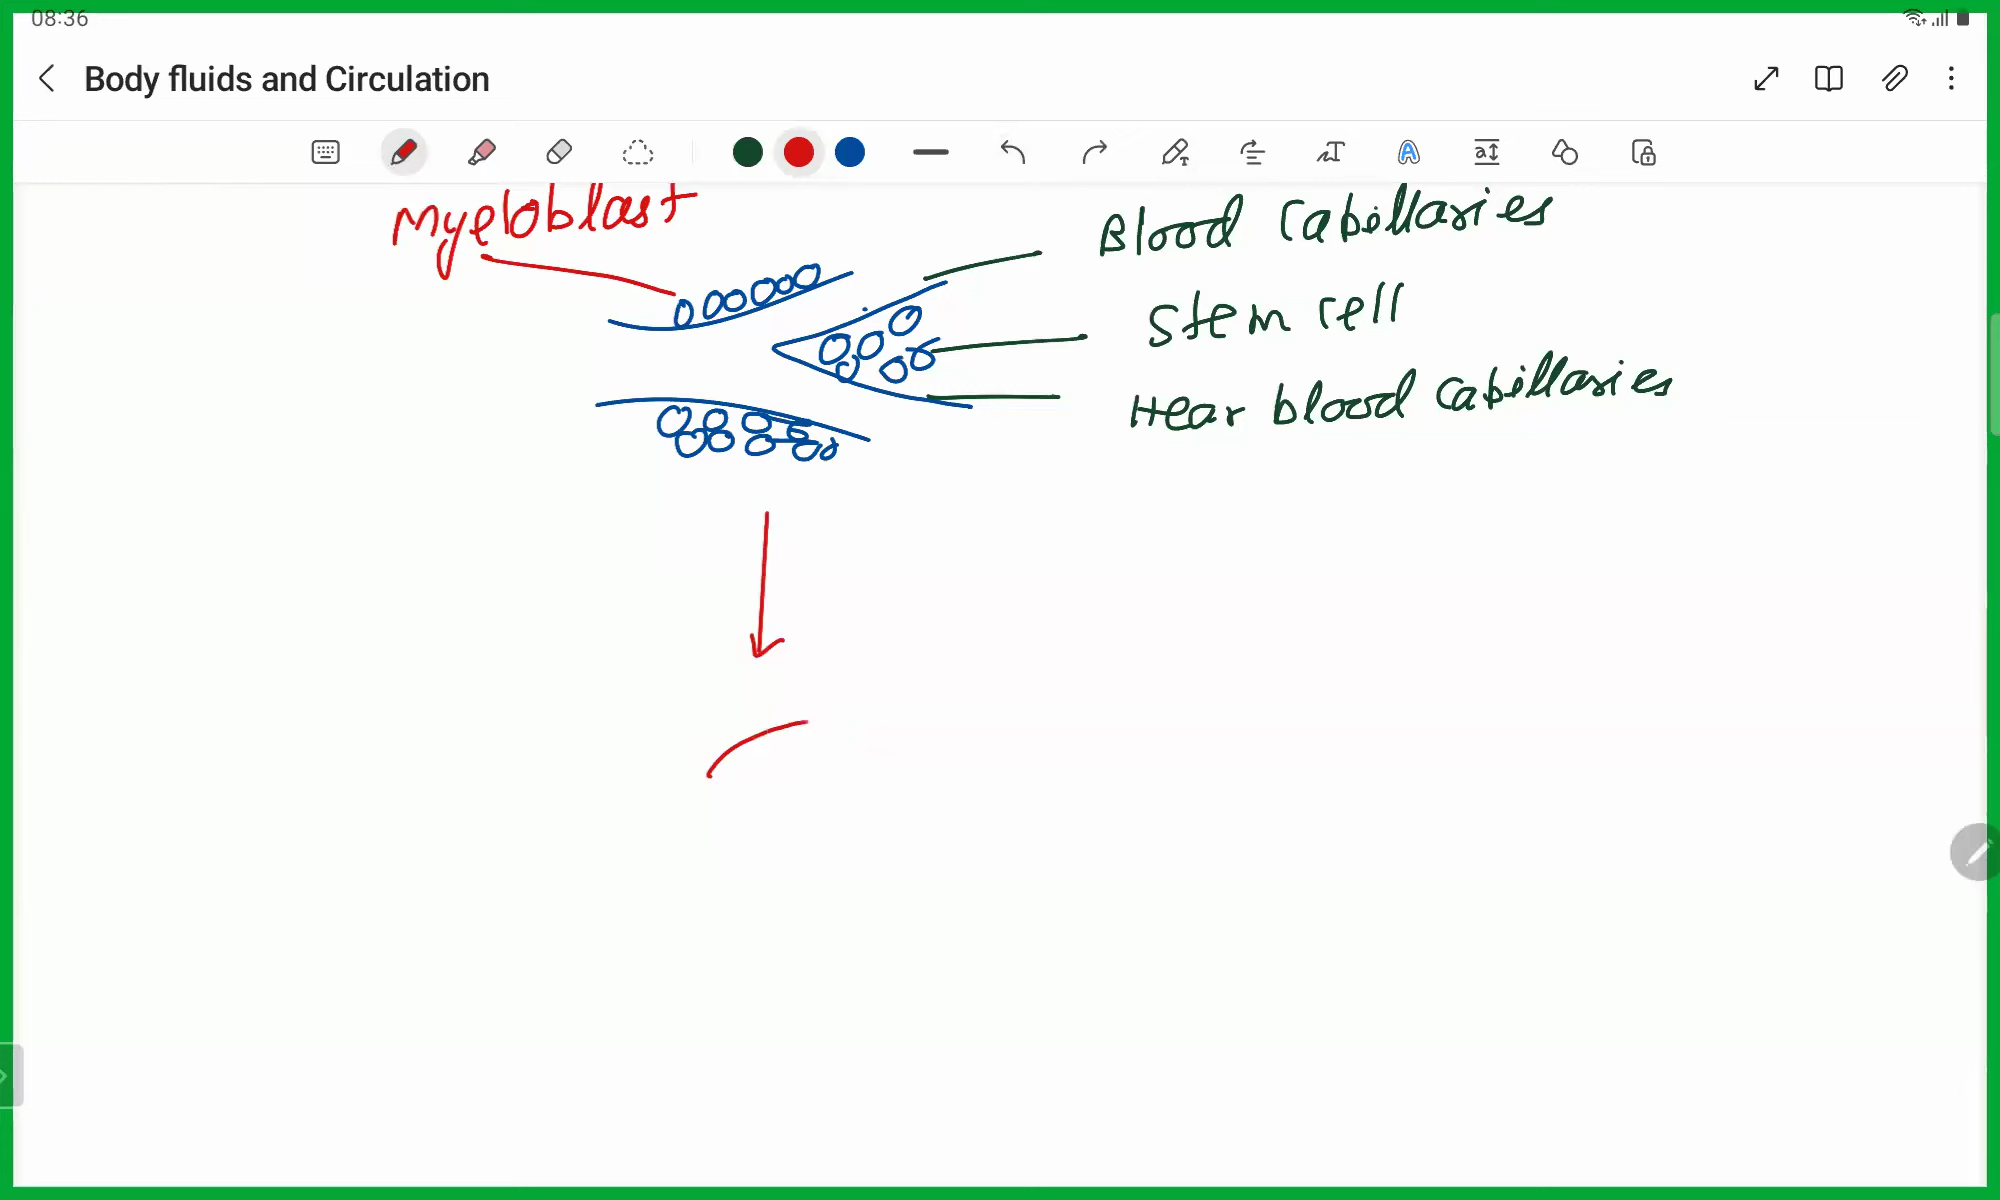 08:36
Body fluids and Circulation
Myeloblast
Blood Cabillaries
Stem cell
Hear blood Cabillaries